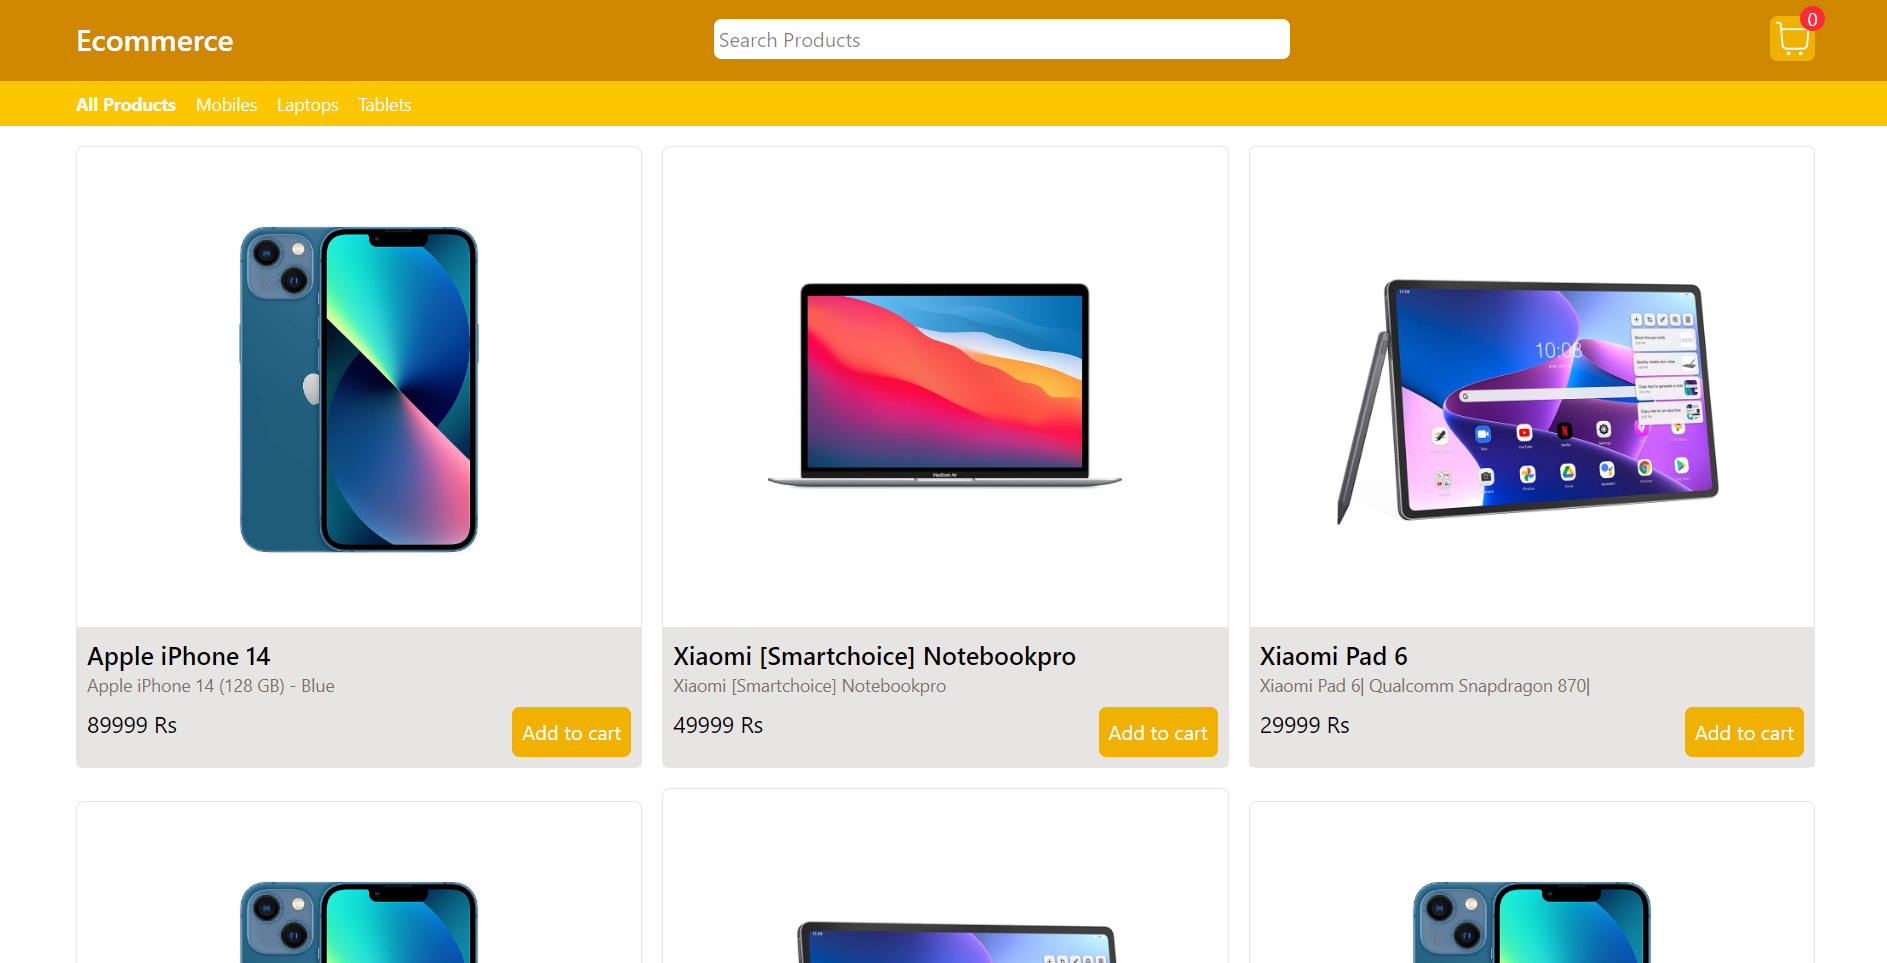 Ecommerce
Search Products
0
All Products Mobiles Laptops Tablets
MacBook Air
10:08
Apple iPhone 14
Apple iPhone 14 (128 GB) - Blue
89999 Rs
Add to cart
Xiaomi [Smartchoice] Notebookpro
Xiaomi [Smartchoice] Notebookpro
49999 Rs
Add to cart
Xiaomi Pad 6
Xiaomi Pad 6| Qualcomm Snapdragon 870|
29999 Rs
Add to cart